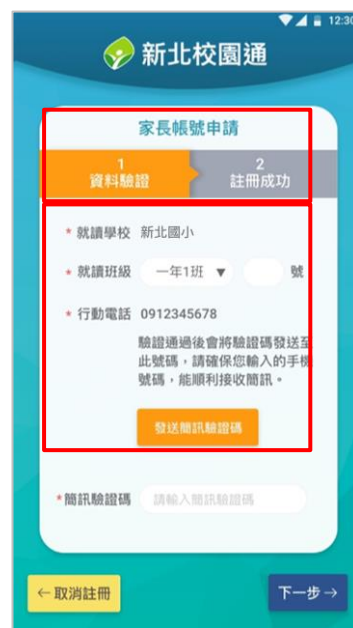 12:30
新北校園通
家長帳號申請
1 2
資料驗證 註冊成功
* 就讀學校 新北國小
* 就讀班級 一年1班 ▼ 號
* 行動電話 0912345678
驗證通過後會將驗證碼發送至
此號碼，請確保您輸入的手機
號碼，能順利接收簡訊。
發送簡訊驗證碼
*簡訊驗證碼 請輸入簡訊驗證碼
←取消註冊 下一步→